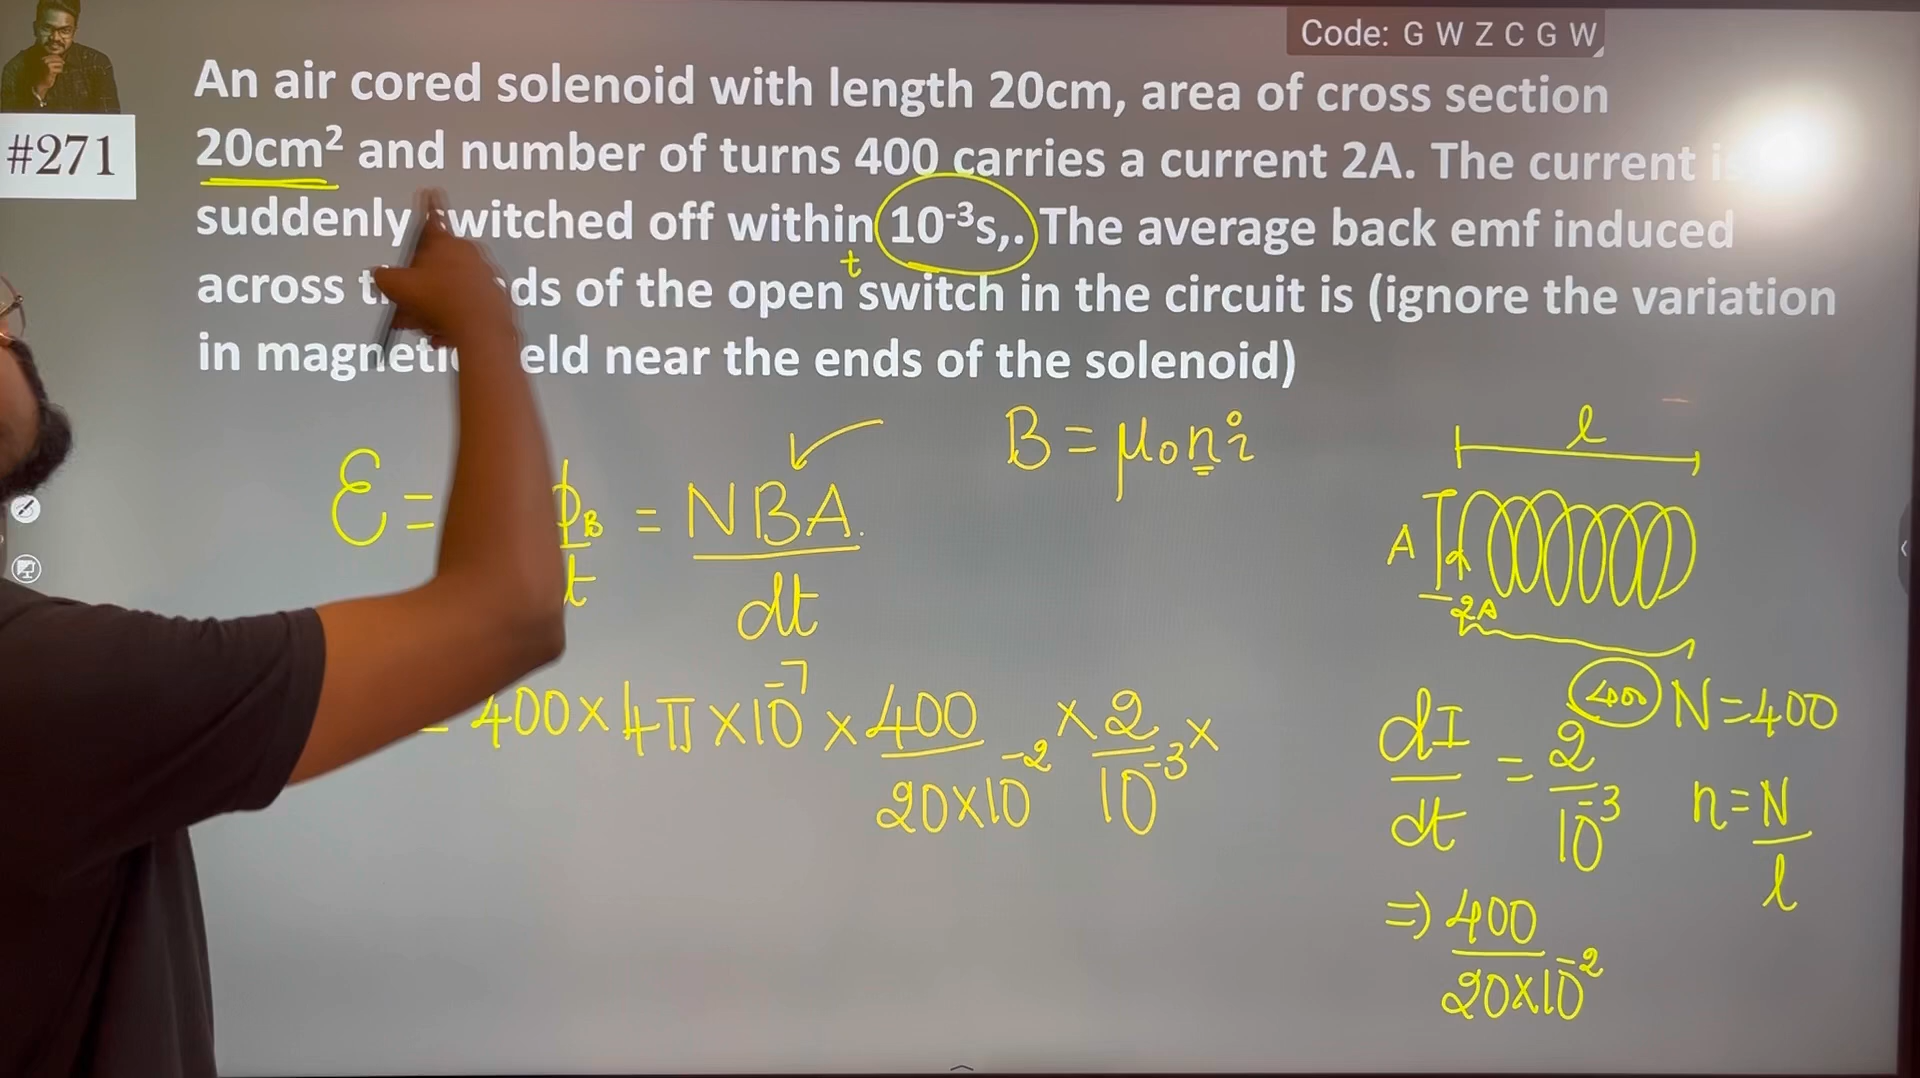 Code: G W Z C G W
#271
An air cored solenoid with length 20cm, area of cross section
20cm² and number of turns 400 carries a current 2A. The current
suddenly switched off within 10⁻³s,. The average back emf induced
t
across ds of the open switch in the circuit is (ignore the variation
in magnetic eld near the ends of the solenoid)
ε = ϕB/t = NBA./dt
B = μ₀ni
l
A
2A
= 400 × 4π × 10⁻⁷ × 400/20×10⁻² × 2/10⁻³ ×
400 N=400
dI/dt = 2/10⁻³
n = N/l
⇒ 400/20×10⁻²